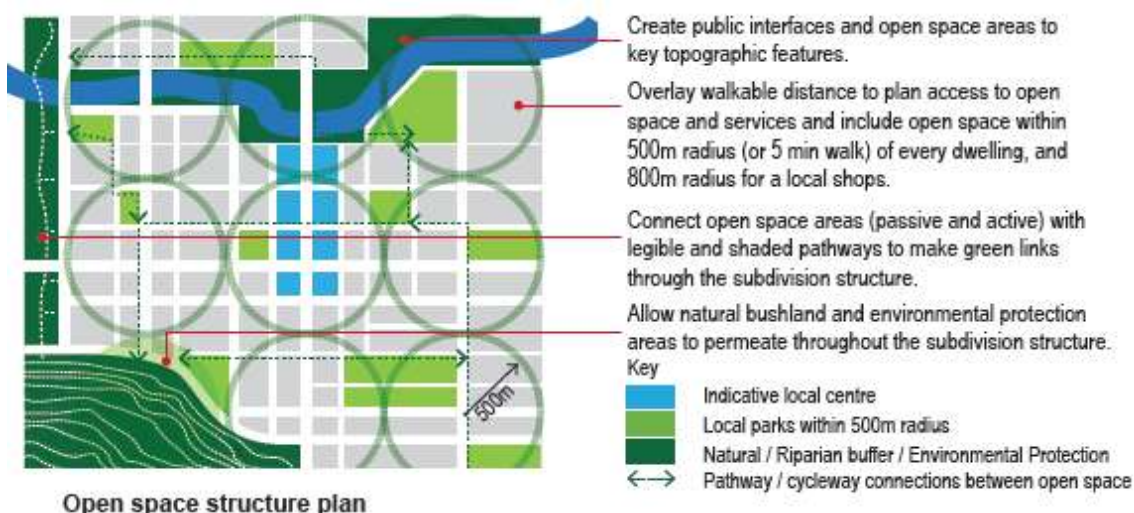 Create public interfaces and open space areas to
key topographic features.
Overlay walkable distance to plan access to open
space and services and include open space within
500m radius (or 5 min walk) of every dwelling, and
800m radius for a local shops.
Connect open space areas (passive and active) with
legible and shaded pathways to make green links
through the subdivision structure.
Allow natural bushland and environmental protection
areas to permeate throughout the subdivision structure.
Key
Indicative local centre
Local parks within 500m radius
Natural / Riparian buffer / Environmental Protection
Pathway / cycleway connections between open space
500m
Open space structure plan